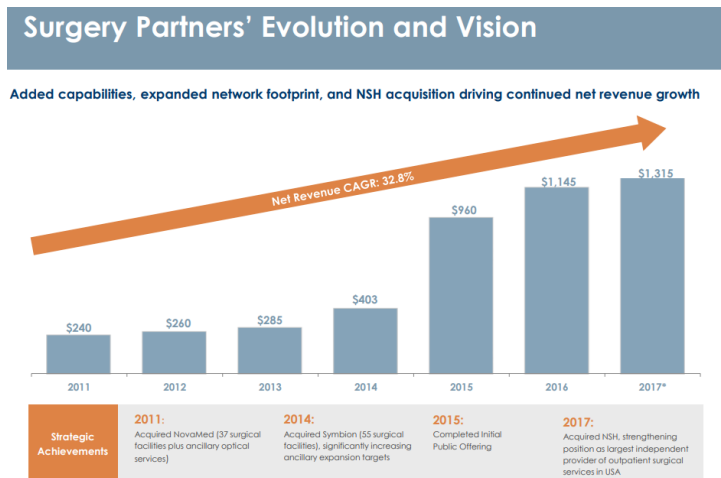 Surgery Partners’ Evolution and Vision
Added capabilities, expanded network footprint, and NSH acquisition driving continued net revenue growth
Net Revenue CAGR: 32.8%
$240
$260
$285
$403
$960
$1,145
$1,315
2011
2012
2013
2014
2015
2016
2017*
Strategic
Achievements
2011:
Acquired NovaMed (37 surgical
facilities plus ancillary optical
services)
2014:
Acquired Symbion (55 surgical
facilities), significantly increasing
ancillary expansion targets
2015:
Completed Initial
Public Offering
2017:
Acquired NSH, strengthening
position as largest independent
provider of outpatient surgical
services in USA